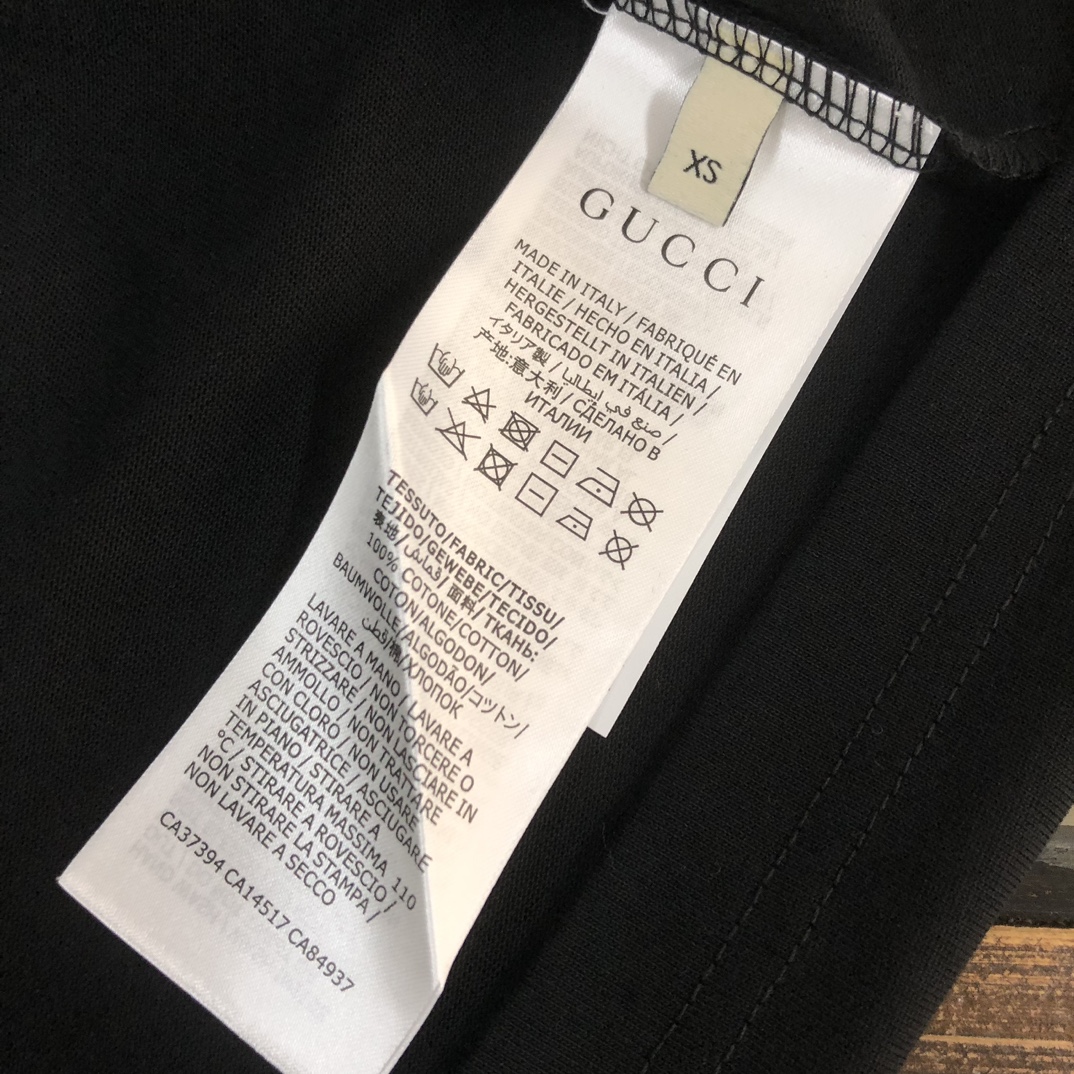 XS
GUCCI
MADE IN ITALY / FABRIQUÉ EN
ITALIE / HECHO EN ITALIA /
HERGESTELLT IN ITALIEN /
FABRICADO EM ITÁLIA /
イタリア製 / صنع في إيطاليا /
产地:意大利 / СДЕЛАНО В
ИТАЛИИ
TESSUTO/FABRIC/TISSU/
TEJIDO/GEWEBE/TECIDO/
表地/قماش/面料/ТКАНЬ:
100% COTONE/COTTON/
COTON/ALGODON/
BAUMWOLLE/ALGODÃO/コットン/
قطن/棉/ХЛОПОК
LAVARE A MANO / LAVARE A
ROVESCIO / NON TORCERE O
STRIZZARE / NON LASCIARE IN
AMMOLLO / NON TRATTARE
CON CLORO / NON USARE
ASCIUGATRICE / ASCIUGARE
IN PIANO / STIRARE A
TEMPERATURA MASSIMA 110
°C / STIRARE A ROVESCIO /
NON STIRARE LA STAMPA /
NON LAVARE A SECCO
CA37394 CA14517 CA84937